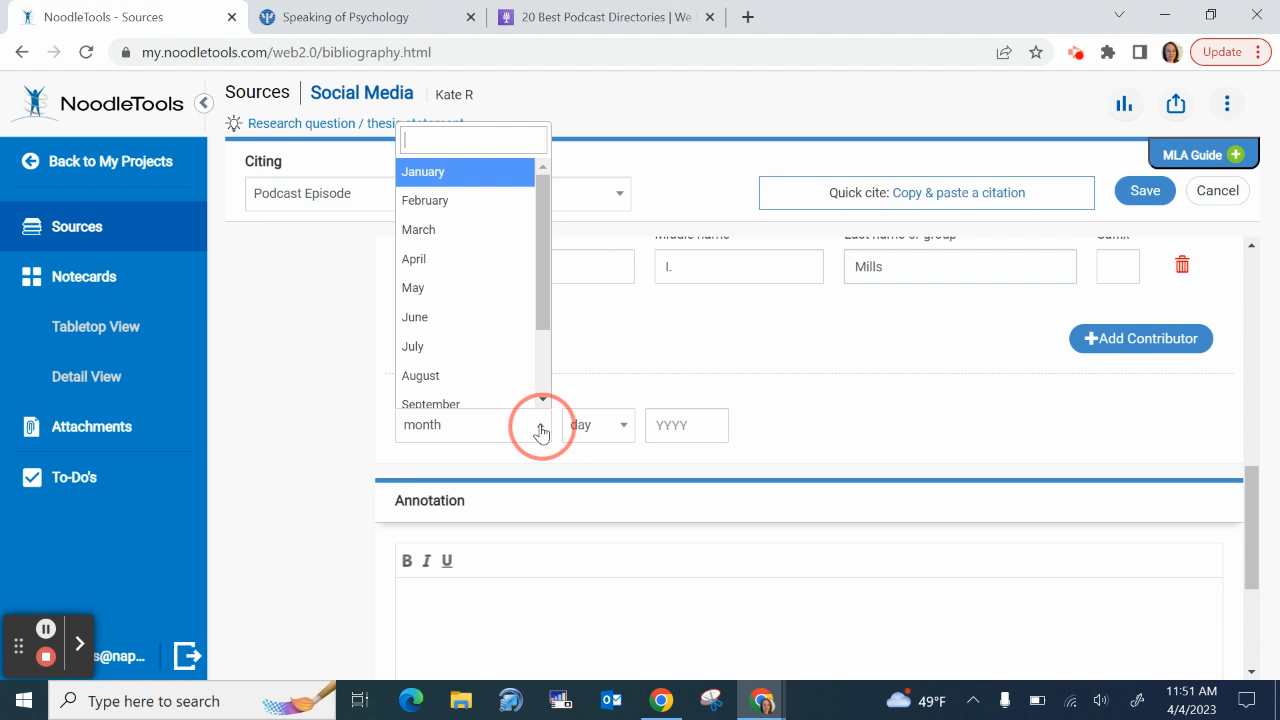 NoodleTools - Sources
Speaking of Psychology
20 Best Podcast Directories | We
my.noodletools.com/web2.0/bibliography.html
Update
NoodleTools
Sources
Social Media
Kate R
Research question / thesis statement
Back to My Projects
Citing
MLA Guide
Podcast Episode
Quick cite: Copy & paste a citation
Save
Cancel
Sources
Notecards
Tabletop View
Detail View
Attachments
To-Do's
January
February
March
April
May
June
July
August
September
Middle name
Last name or group
Suffix
I.
Mills
Add Contributor
month
day
YYYY
Annotation
B I U
s@nap...
Type here to search
49°F
11:51 AM
4/4/2023